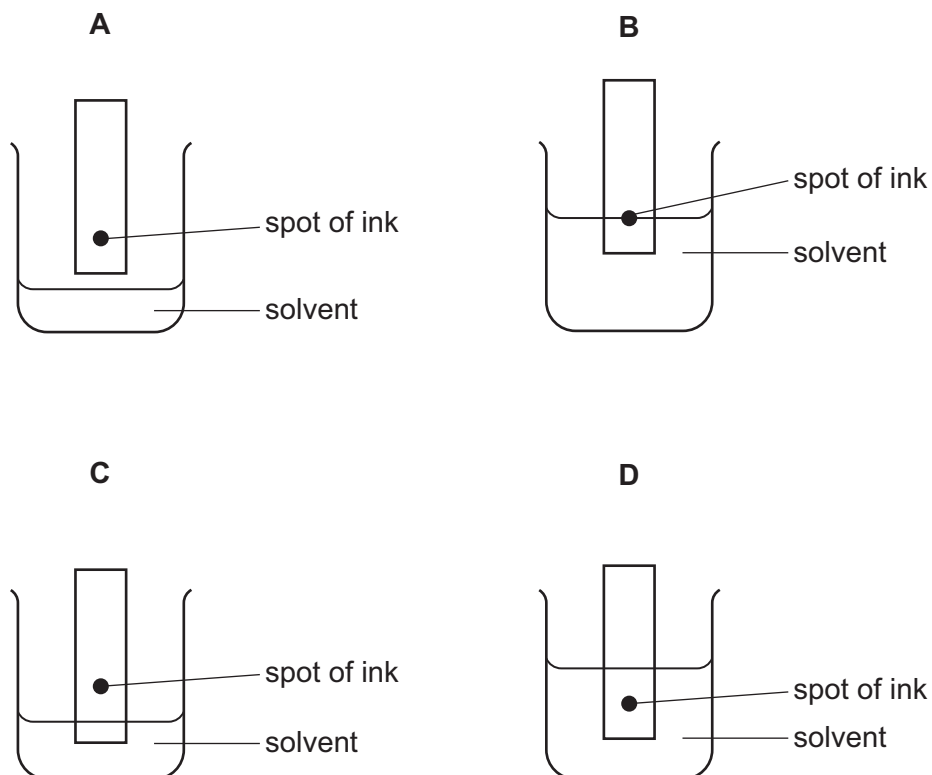 A
spot of ink
solvent
B
spot of ink
solvent
C
spot of ink
solvent
D
spot of ink
solvent